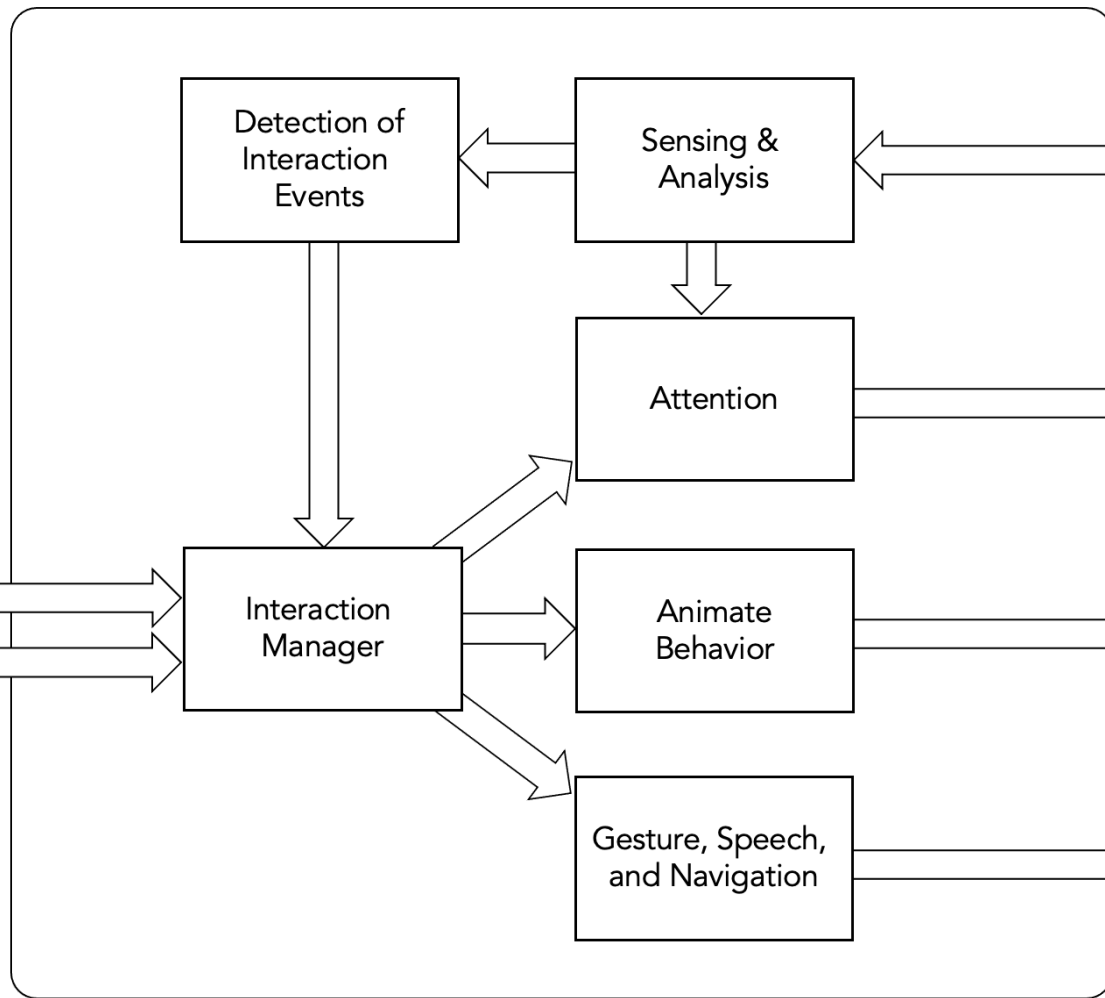 Detection of
Interaction
Events
Sensing &
Analysis
Attention
Interaction
Manager
Animate
Behavior
Gesture, Speech,
and Navigation